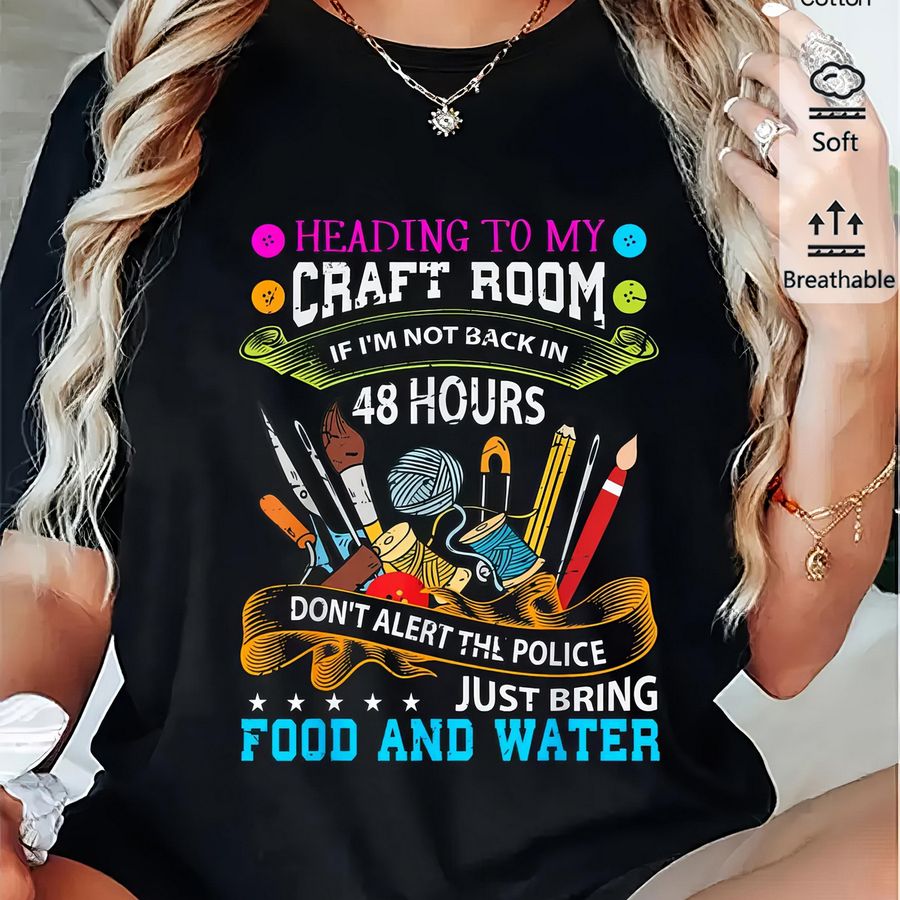 Cotton
Soft
Breathable
HEADING TO MY
CRAFT ROOM
IF I'M NOT BACK IN
48 HOURS
DON'T ALERT THE POLICE
JUST BRING
FOOD AND WATER